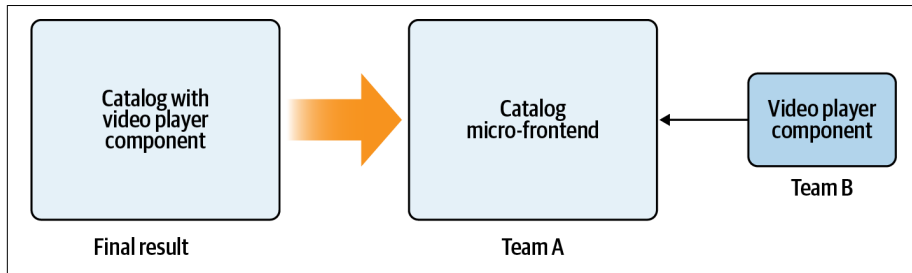 Catalog with
video player
component
Final result
Catalog
micro-frontend
Team A
Video player
component
Team B